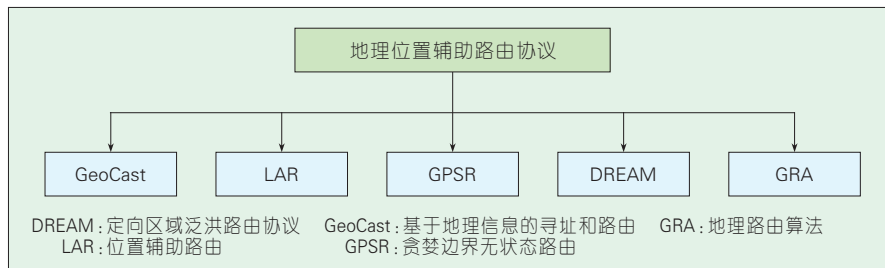 地理位置辅助路由协议
GeoCast LAR GPSR DREAM GRA
DREAM:定向区域泛洪路由协议 GeoCast:基于地理信息的寻址和路由 GRA:地理路由算法
LAR:位置辅助路由 GPSR:贪婪边界无状态路由